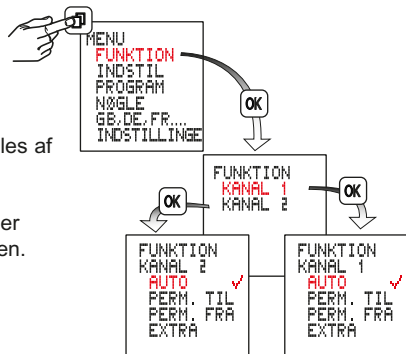 MENU
FUNKTION
INDSTIL
PROGRAM
NØGLE
GB,DE,FR....
INDSTILLINGE
OK
les af
er
en.
FUNKTION
KANAL 1
KANAL 2
OK
OK
FUNKTION
KANAL 2
AUTO ✓
PERM. TIL
PERM. FRA
EXTRA
FUNKTION
KANAL 1
AUTO ✓
PERM. TIL
PERM. FRA
EXTRA